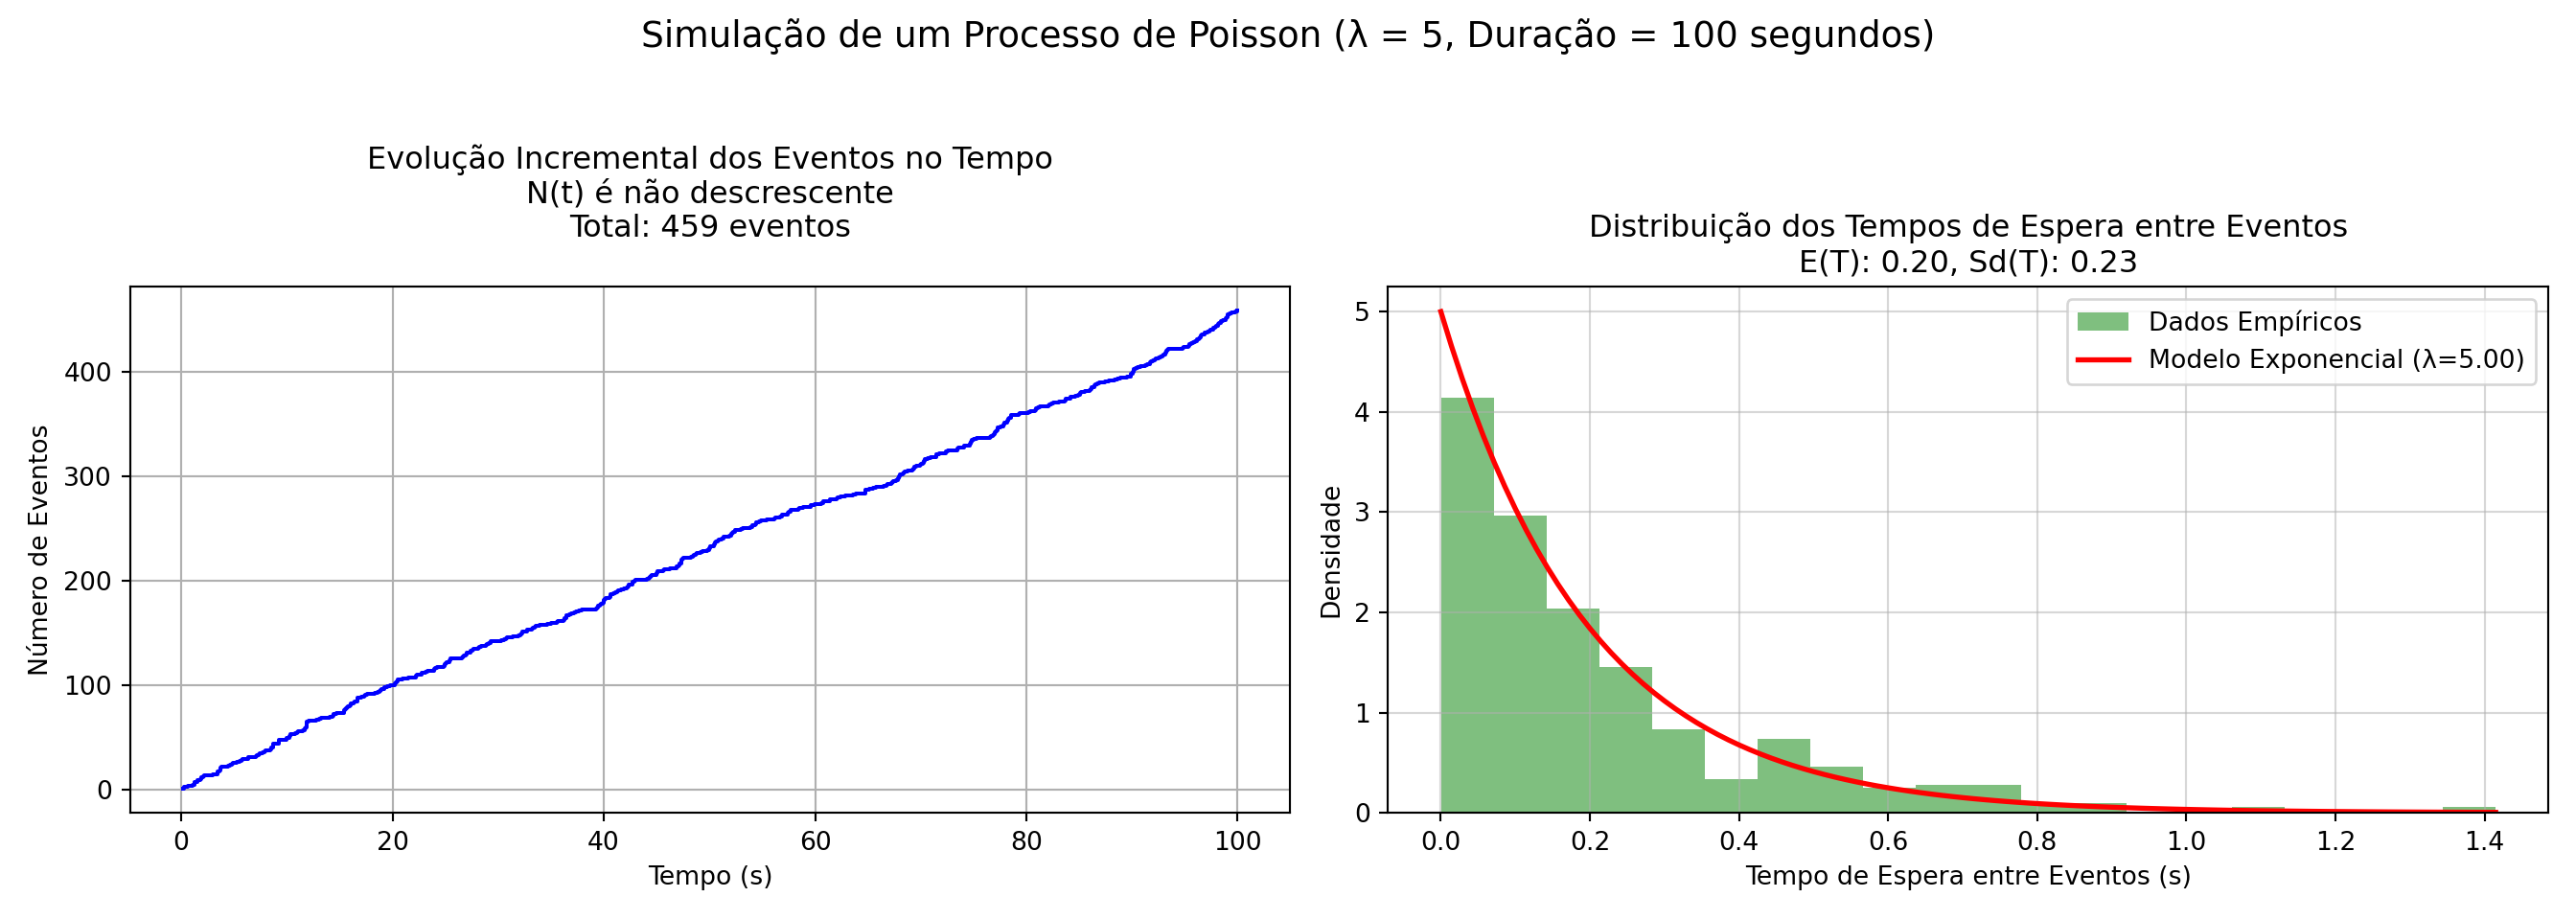 Simulação de um Processo de Poisson (λ = 5, Duração = 100 segundos)
Evolução Incremental dos Eventos no Tempo
N(t) é não descrescente
Total: 459 eventos
Número de Eventos
400
300
200
100
0
0 20 40 60 80 100
Tempo (s)
Distribuição dos Tempos de Espera entre Eventos
E(T): 0.20, Sd(T): 0.23
Dados Empíricos
Modelo Exponencial (λ=5.00)
Densidade
5
4
3
2
1
0
0.0 0.2 0.4 0.6 0.8 1.0 1.2 1.4
Tempo de Espera entre Eventos (s)